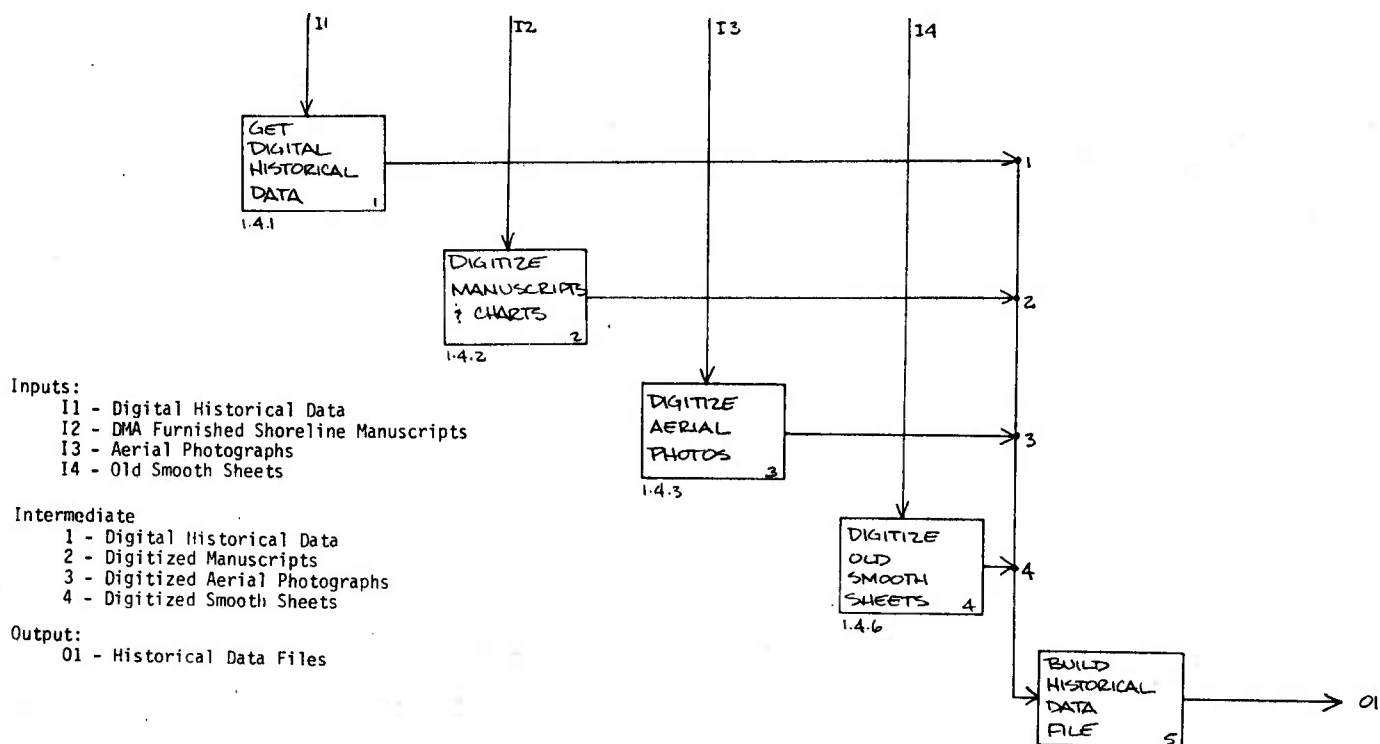 I1
I2
I3
I4
GET
DIGITAL
HISTORICAL
DATA
1
1.4.1
1
DIGITIZE
MANUSCRIPTS
& CHARTS
2
1.4.2
2
DIGITIZE
AERIAL
PHOTOS
3
1.4.3
3
DIGITIZE
OLD
SMOOTH
SHEETS
4
1.4.6
4
Inputs:
I1 - Digital Historical Data
I2 - DMA Furnished Shoreline Manuscripts
I3 - Aerial Photographs
I4 - Old Smooth Sheets
Intermediate
1 - Digital Historical Data
2 - Digitized Manuscripts
3 - Digitized Aerial Photographs
4 - Digitized Smooth Sheets
Output:
O1 - Historical Data Files
BUILD
HISTORICAL
DATA
FILE
5
O1